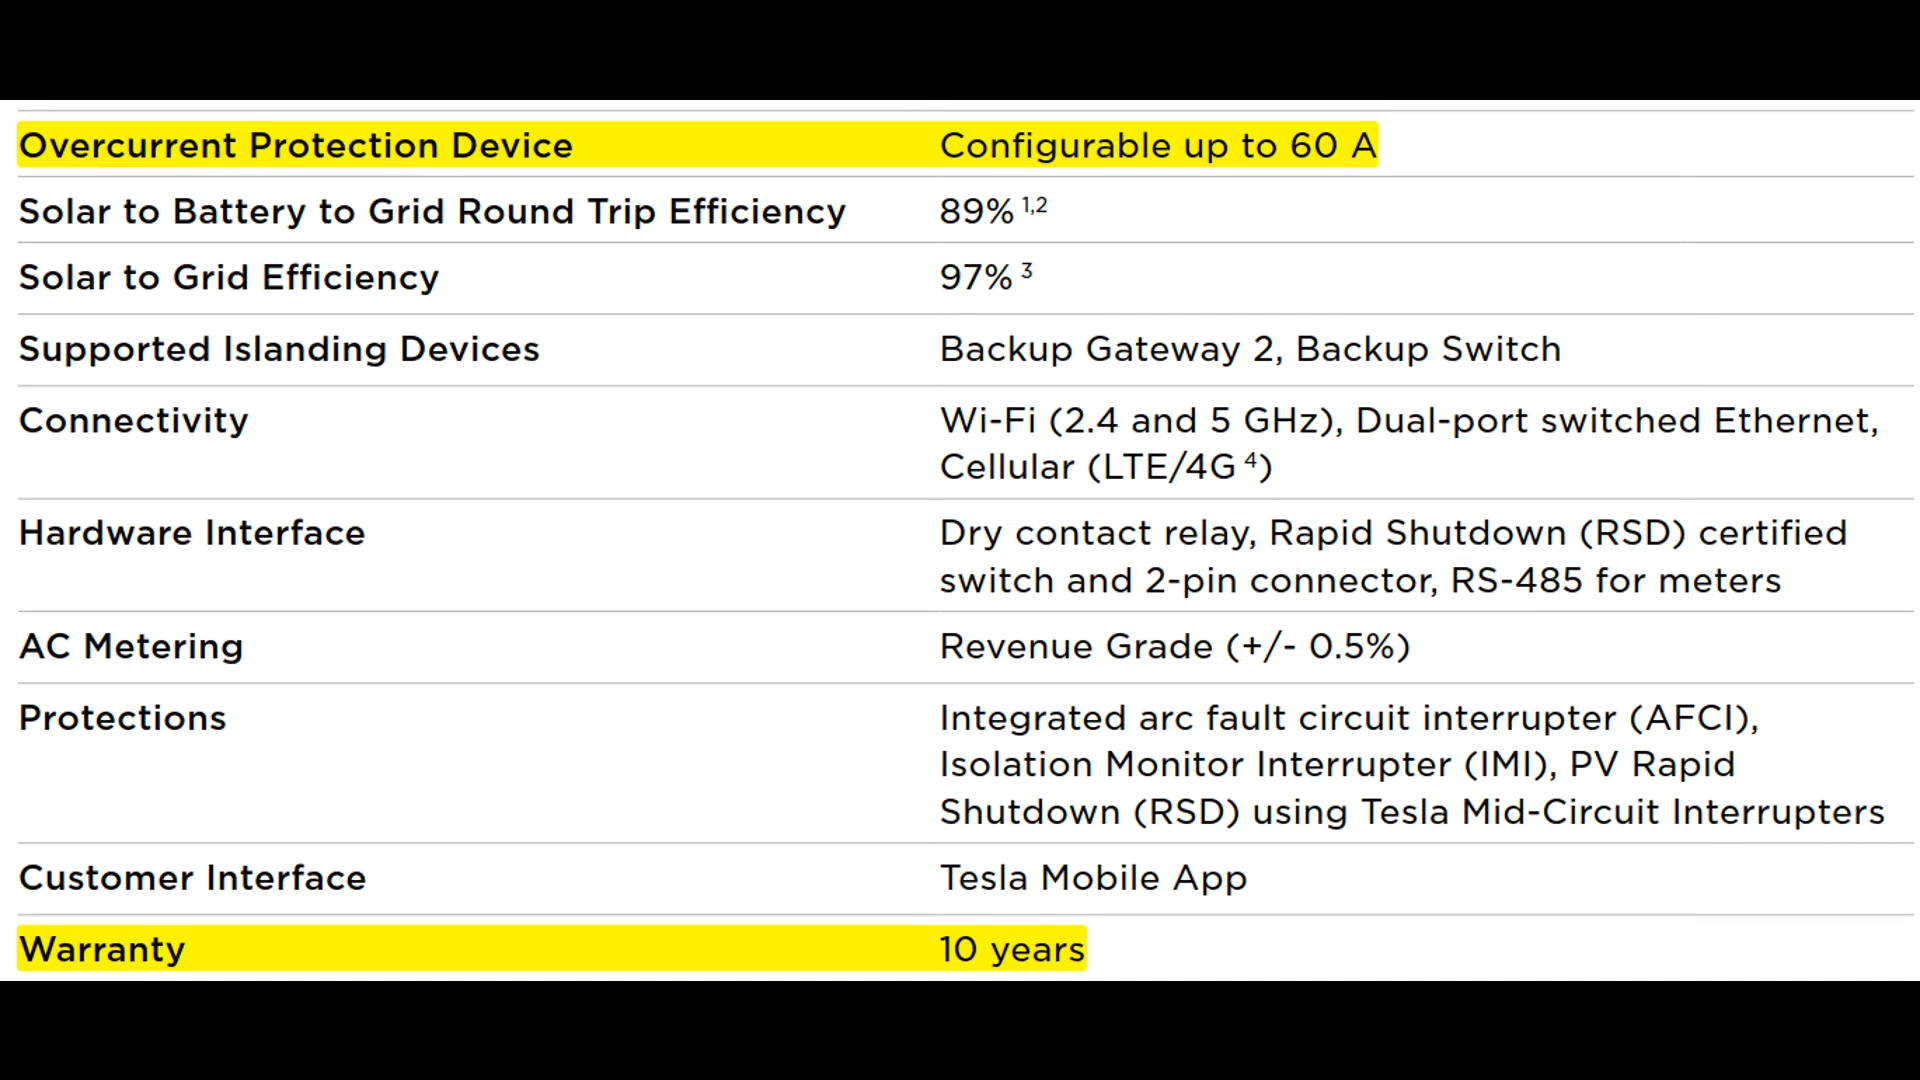 Overcurrent Protection Device Configurable up to 60 A
Solar to Battery to Grid Round Trip Efficiency 89% 1,2
Solar to Grid Efficiency 97% 3
Supported Islanding Devices Backup Gateway 2, Backup Switch
Connectivity Wi-Fi (2.4 and 5 GHz), Dual-port switched Ethernet,
Cellular (LTE/4G 4)
Hardware Interface Dry contact relay, Rapid Shutdown (RSD) certified
switch and 2-pin connector, RS-485 for meters
AC Metering Revenue Grade (+/- 0.5%)
Protections Integrated arc fault circuit interrupter (AFCI),
Isolation Monitor Interrupter (IMI), PV Rapid
Shutdown (RSD) using Tesla Mid-Circuit Interrupters
Customer Interface Tesla Mobile App
Warranty 10 years